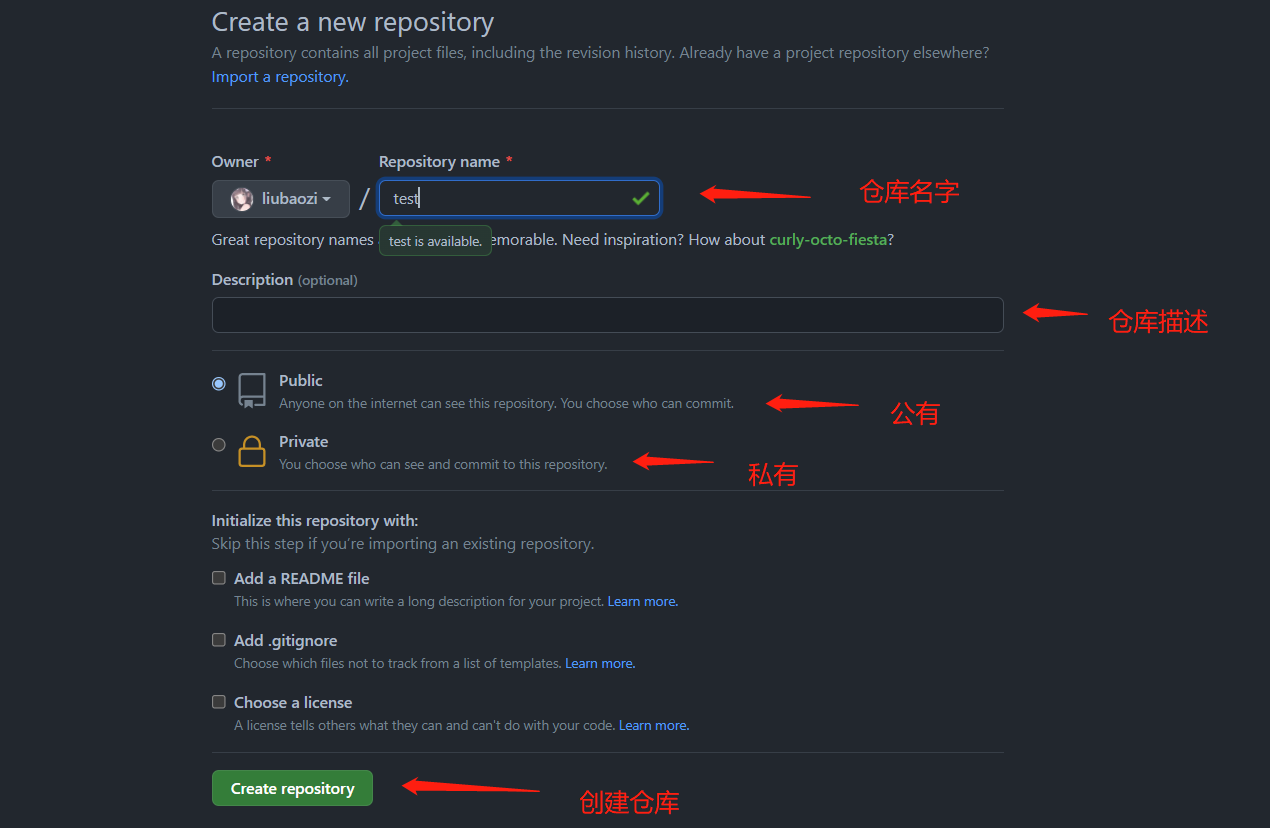 Create a new repository
A repository contains all project files, including the revision history. Already have a project repository elsewhere?
Import a repository.
Owner * Repository name *
liubaozi / test 仓库名字
Great repository names emorable. Need inspiration? How about curly-octo-fiesta?
test is available.
Description (optional)
仓库描述
Public
Anyone on the internet can see this repository. You choose who can commit. 公有
Private
You choose who can see and commit to this repository. 私有
Initialize this repository with:
Skip this step if you’re importing an existing repository.
Add a README file
This is where you can write a long description for your project. Learn more.
Add .gitignore
Choose which files not to track from a list of templates. Learn more.
Choose a license
A license tells others what they can and can't do with your code. Learn more.
Create repository 创建仓库